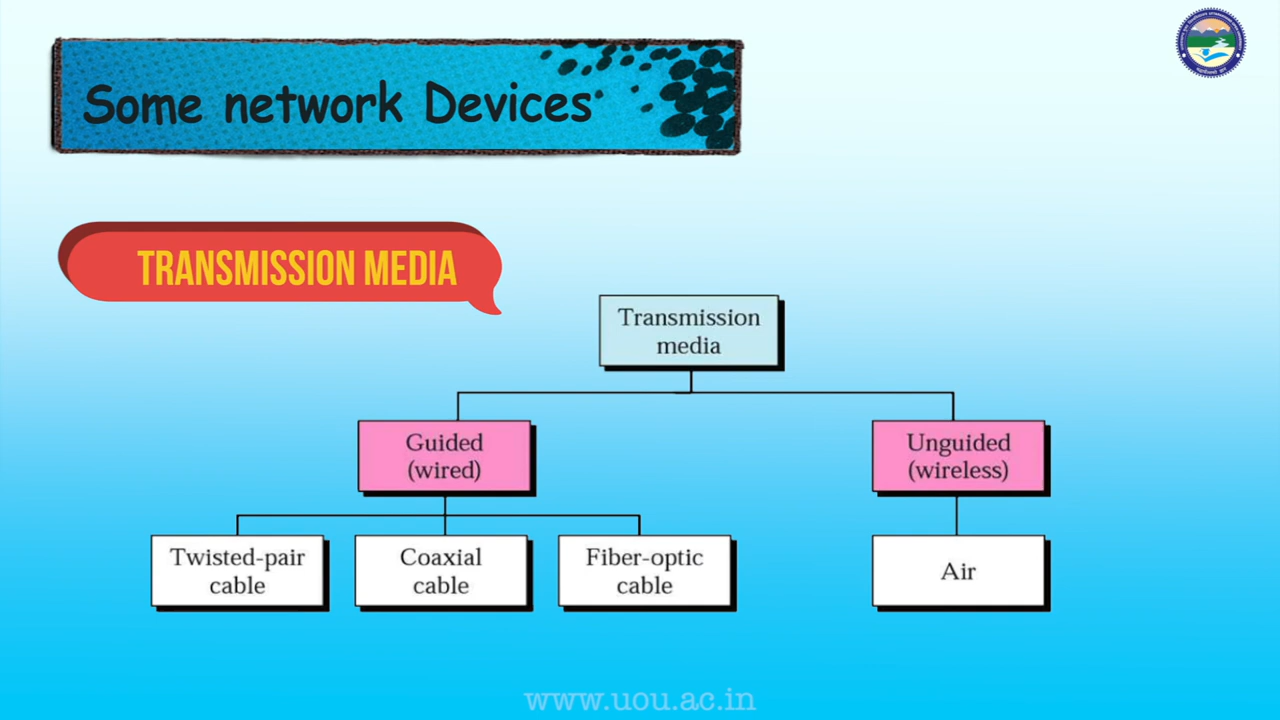 Some network Devices
TRANSMISSION MEDIA
Transmission
media
Guided
(wired)
Unguided
(wireless)
Twisted-pair
cable
Coaxial
cable
Fiber-optic
cable
Air
www.uou.ac.in